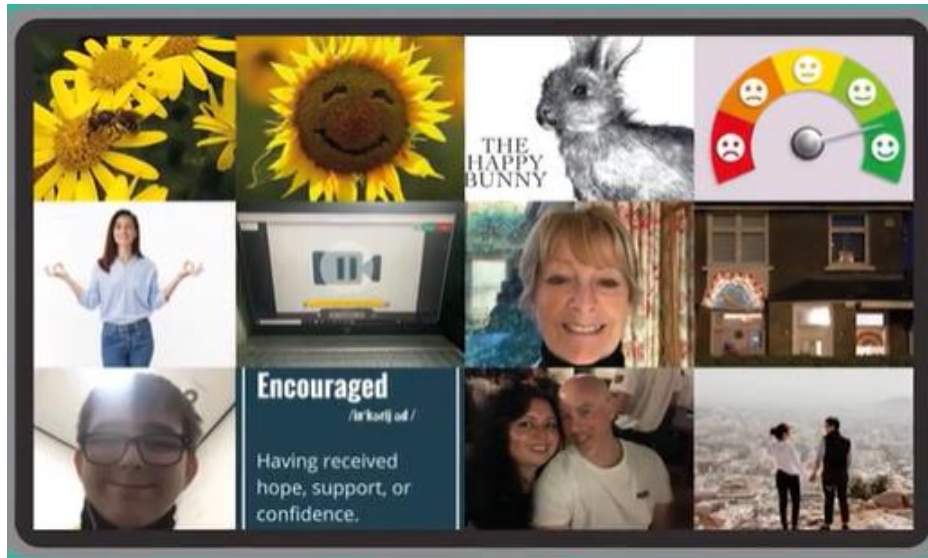 THE
HAPPY
BUNNY
Encouraged
Having received
hope, support, or
confidence.